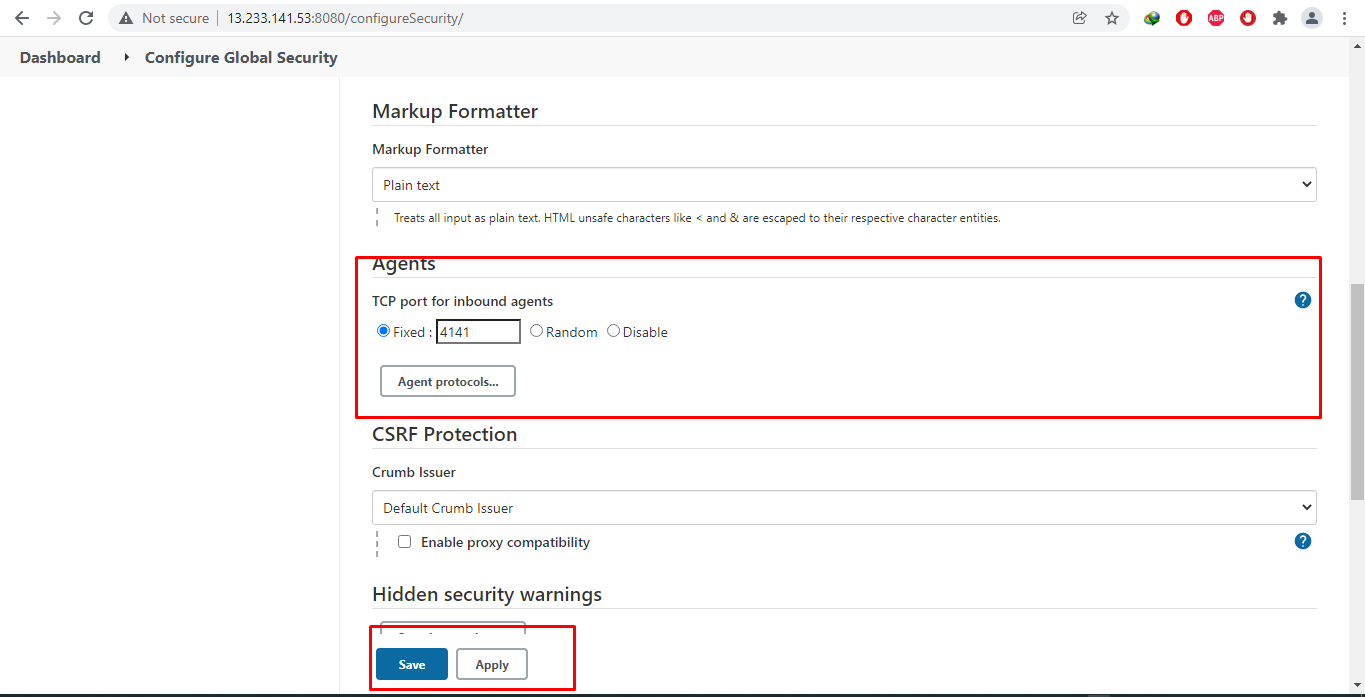 Not secure
13.233.141.53:8080/configureSecurity/
ABP
Dashboard
Configure Global Security
Markup Formatter
Markup Formatter
Plain text
Treats all input as plain text. HTML unsafe characters like < and & are escaped to their respective character entities.
Agents
TCP port for inbound agents
?
Fixed : 4141 Random Disable
Agent protocols...
CSRF Protection
Crumb Issuer
Default Crumb Issuer
Enable proxy compatibility
?
Hidden security warnings
Save Apply